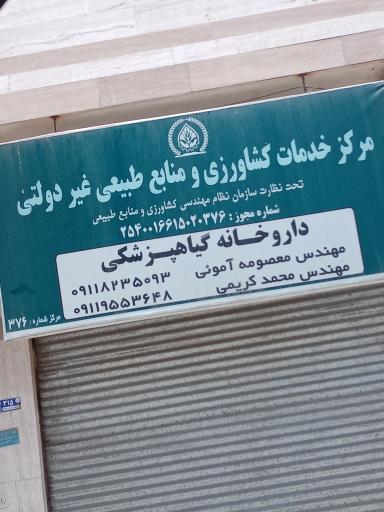 مرکز خدمات کشاورزی و منابع طبیعی غیر دولتی
تحت نظارت سازمان نظام مهندسی کشاورزی و منابع طبیعی
شماره مجوز : ۲۵۴۰۰۱۶۶۱۵۰۲۰۳۷۶
داروخانه گیاهپزشکی
مهندس معصومه آموئی ۰۹۱۱۸۲۳۵۰۹۳
مهندس محمد کریمی ۰۹۱۱۹۵۵۳۶۴۸
مرکز شماره : ۳۷۶
۳۱۵